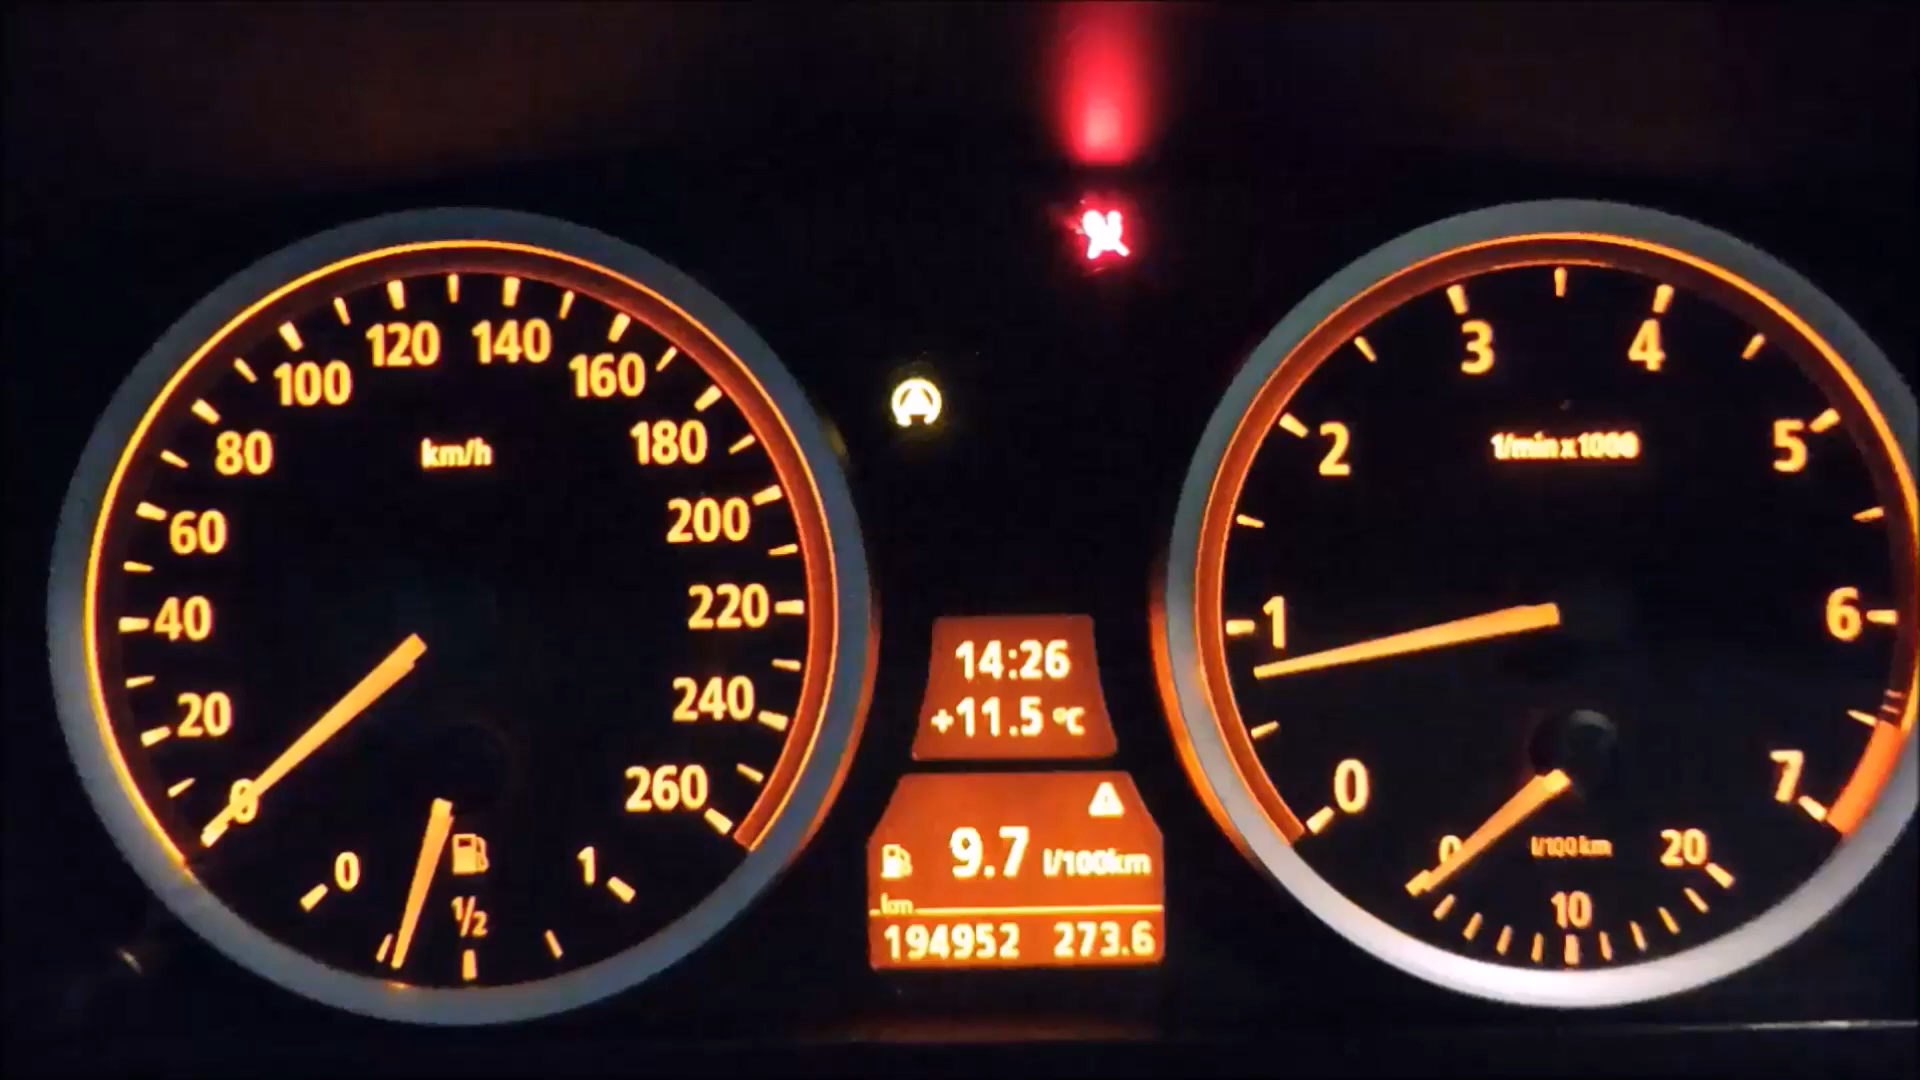 100 120 140 160
80 180
km/h
60 200
40 220
20 240
0 260
0 1/2 1
14:26
+11.5 °C
9.7 l/100km
km
194952 273.6
3 4
2 5
1/min x 1000
1 6
0 7
0 l/100 km 20
10